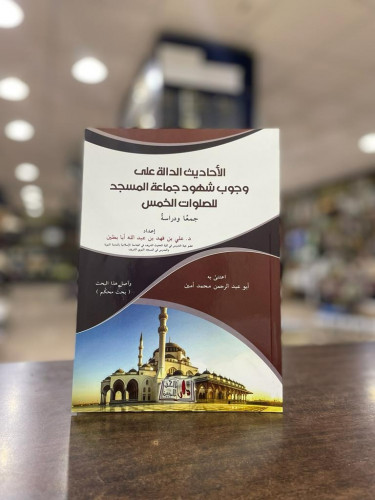 الأحاديث الدالة على
وجوب شهود جماعة المسجد
للصلوات الخمس
جمعًا ودراسةً
إعداد
د. علي بن فهد بن عبد الله أبا بطين
اعتنى به
أبو عبد الرحمن محمد أمين
وأصل هذا البحث
( بحث محكم )